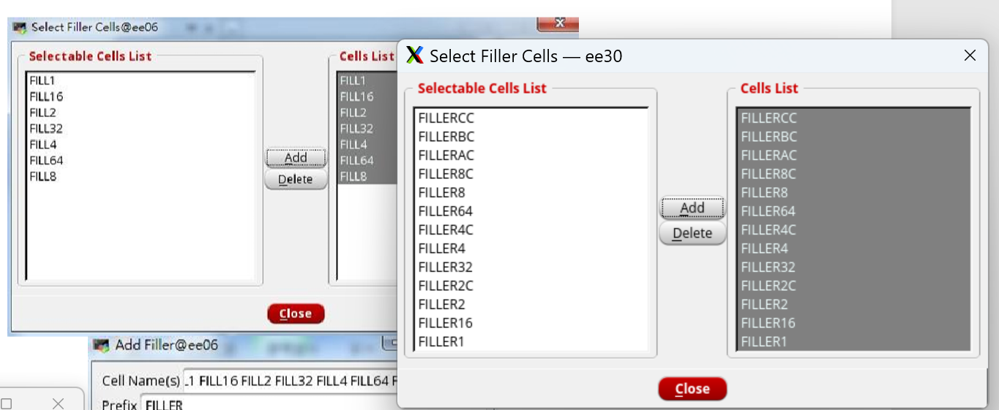 Select Filler Cells@ee06
Selectable Cells List
FILL1
FILL16
FILL2
FILL32
FILL4
FILL64
FILL8
Add
Delete
Cells List
FILL1
FILL16
FILL2
FILL32
FILL4
FILL64
FILL8
Close
Add Filler@ee06
Cell Name(s) _1 FILL16 FILL2 FILL32 FILL4 FILL64 F
Prefix FILLER
Select Filler Cells — ee30
Selectable Cells List
FILLERCC
FILLERBC
FILLERAC
FILLER8C
FILLER8
FILLER64
FILLER4C
FILLER4
FILLER32
FILLER2C
FILLER2
FILLER16
FILLER1
Add
Delete
Cells List
FILLERCC
FILLERBC
FILLERAC
FILLER8C
FILLER8
FILLER64
FILLER4C
FILLER4
FILLER32
FILLER2C
FILLER2
FILLER16
FILLER1
Close